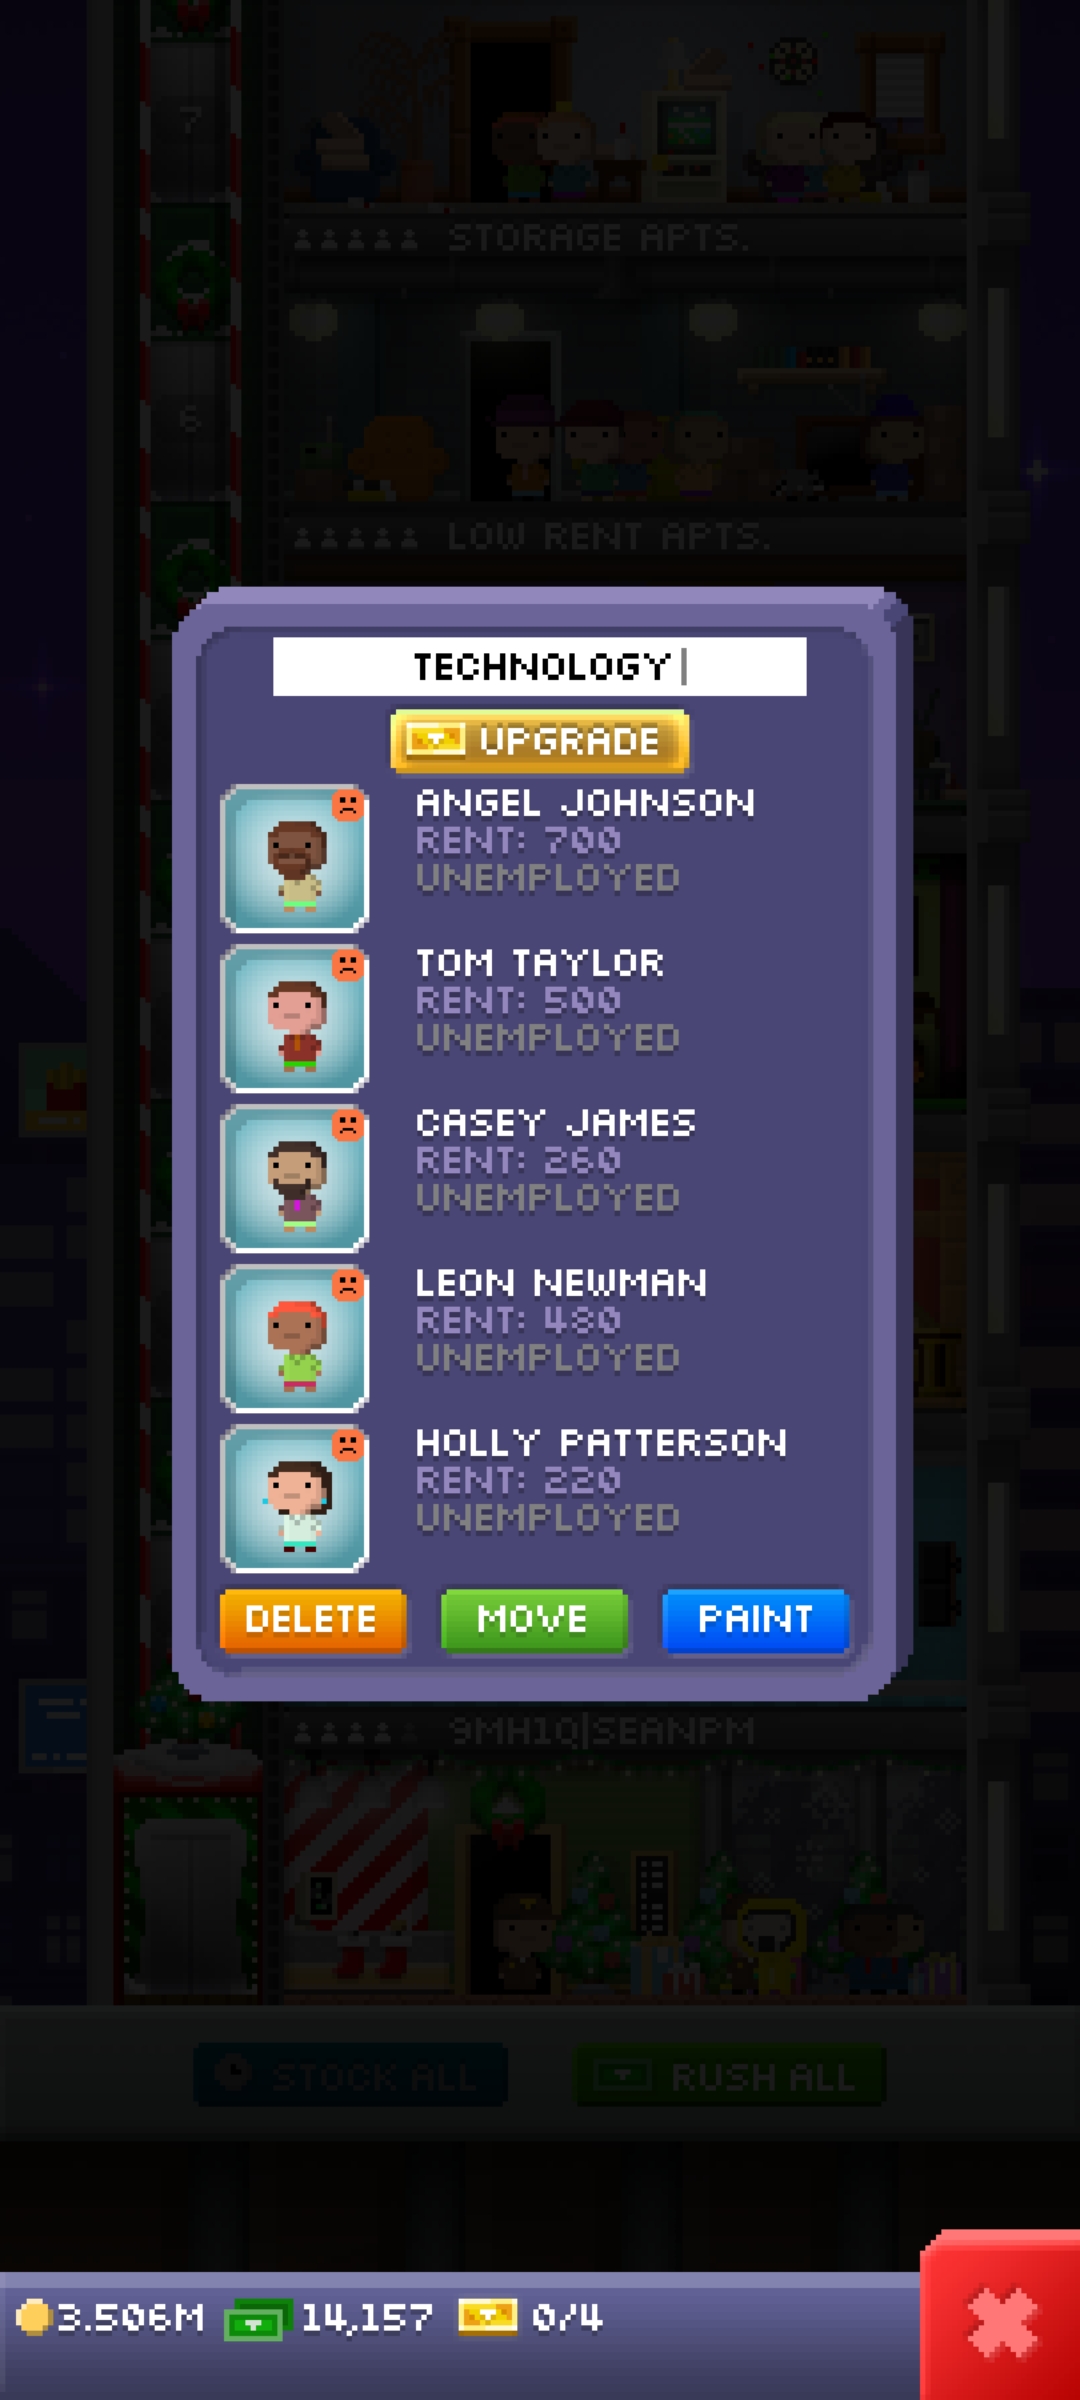 7
STORAGE APTS.
6
LOW RENT APTS.
TECHNOLOGY
UPGRADE
ANGEL JOHNSON
RENT: 700
UNEMPLOYED
TOM TAYLOR
RENT: 500
UNEMPLOYED
CASEY JAMES
RENT: 260
UNEMPLOYED
LEON NEWMAN
RENT: 480
UNEMPLOYED
HOLLY PATTERSON
RENT: 220
UNEMPLOYED
DELETE MOVE PAINT
9MH1Q|SEANPM
STOCK ALL RUSH ALL
3.506M 14,157 0/4